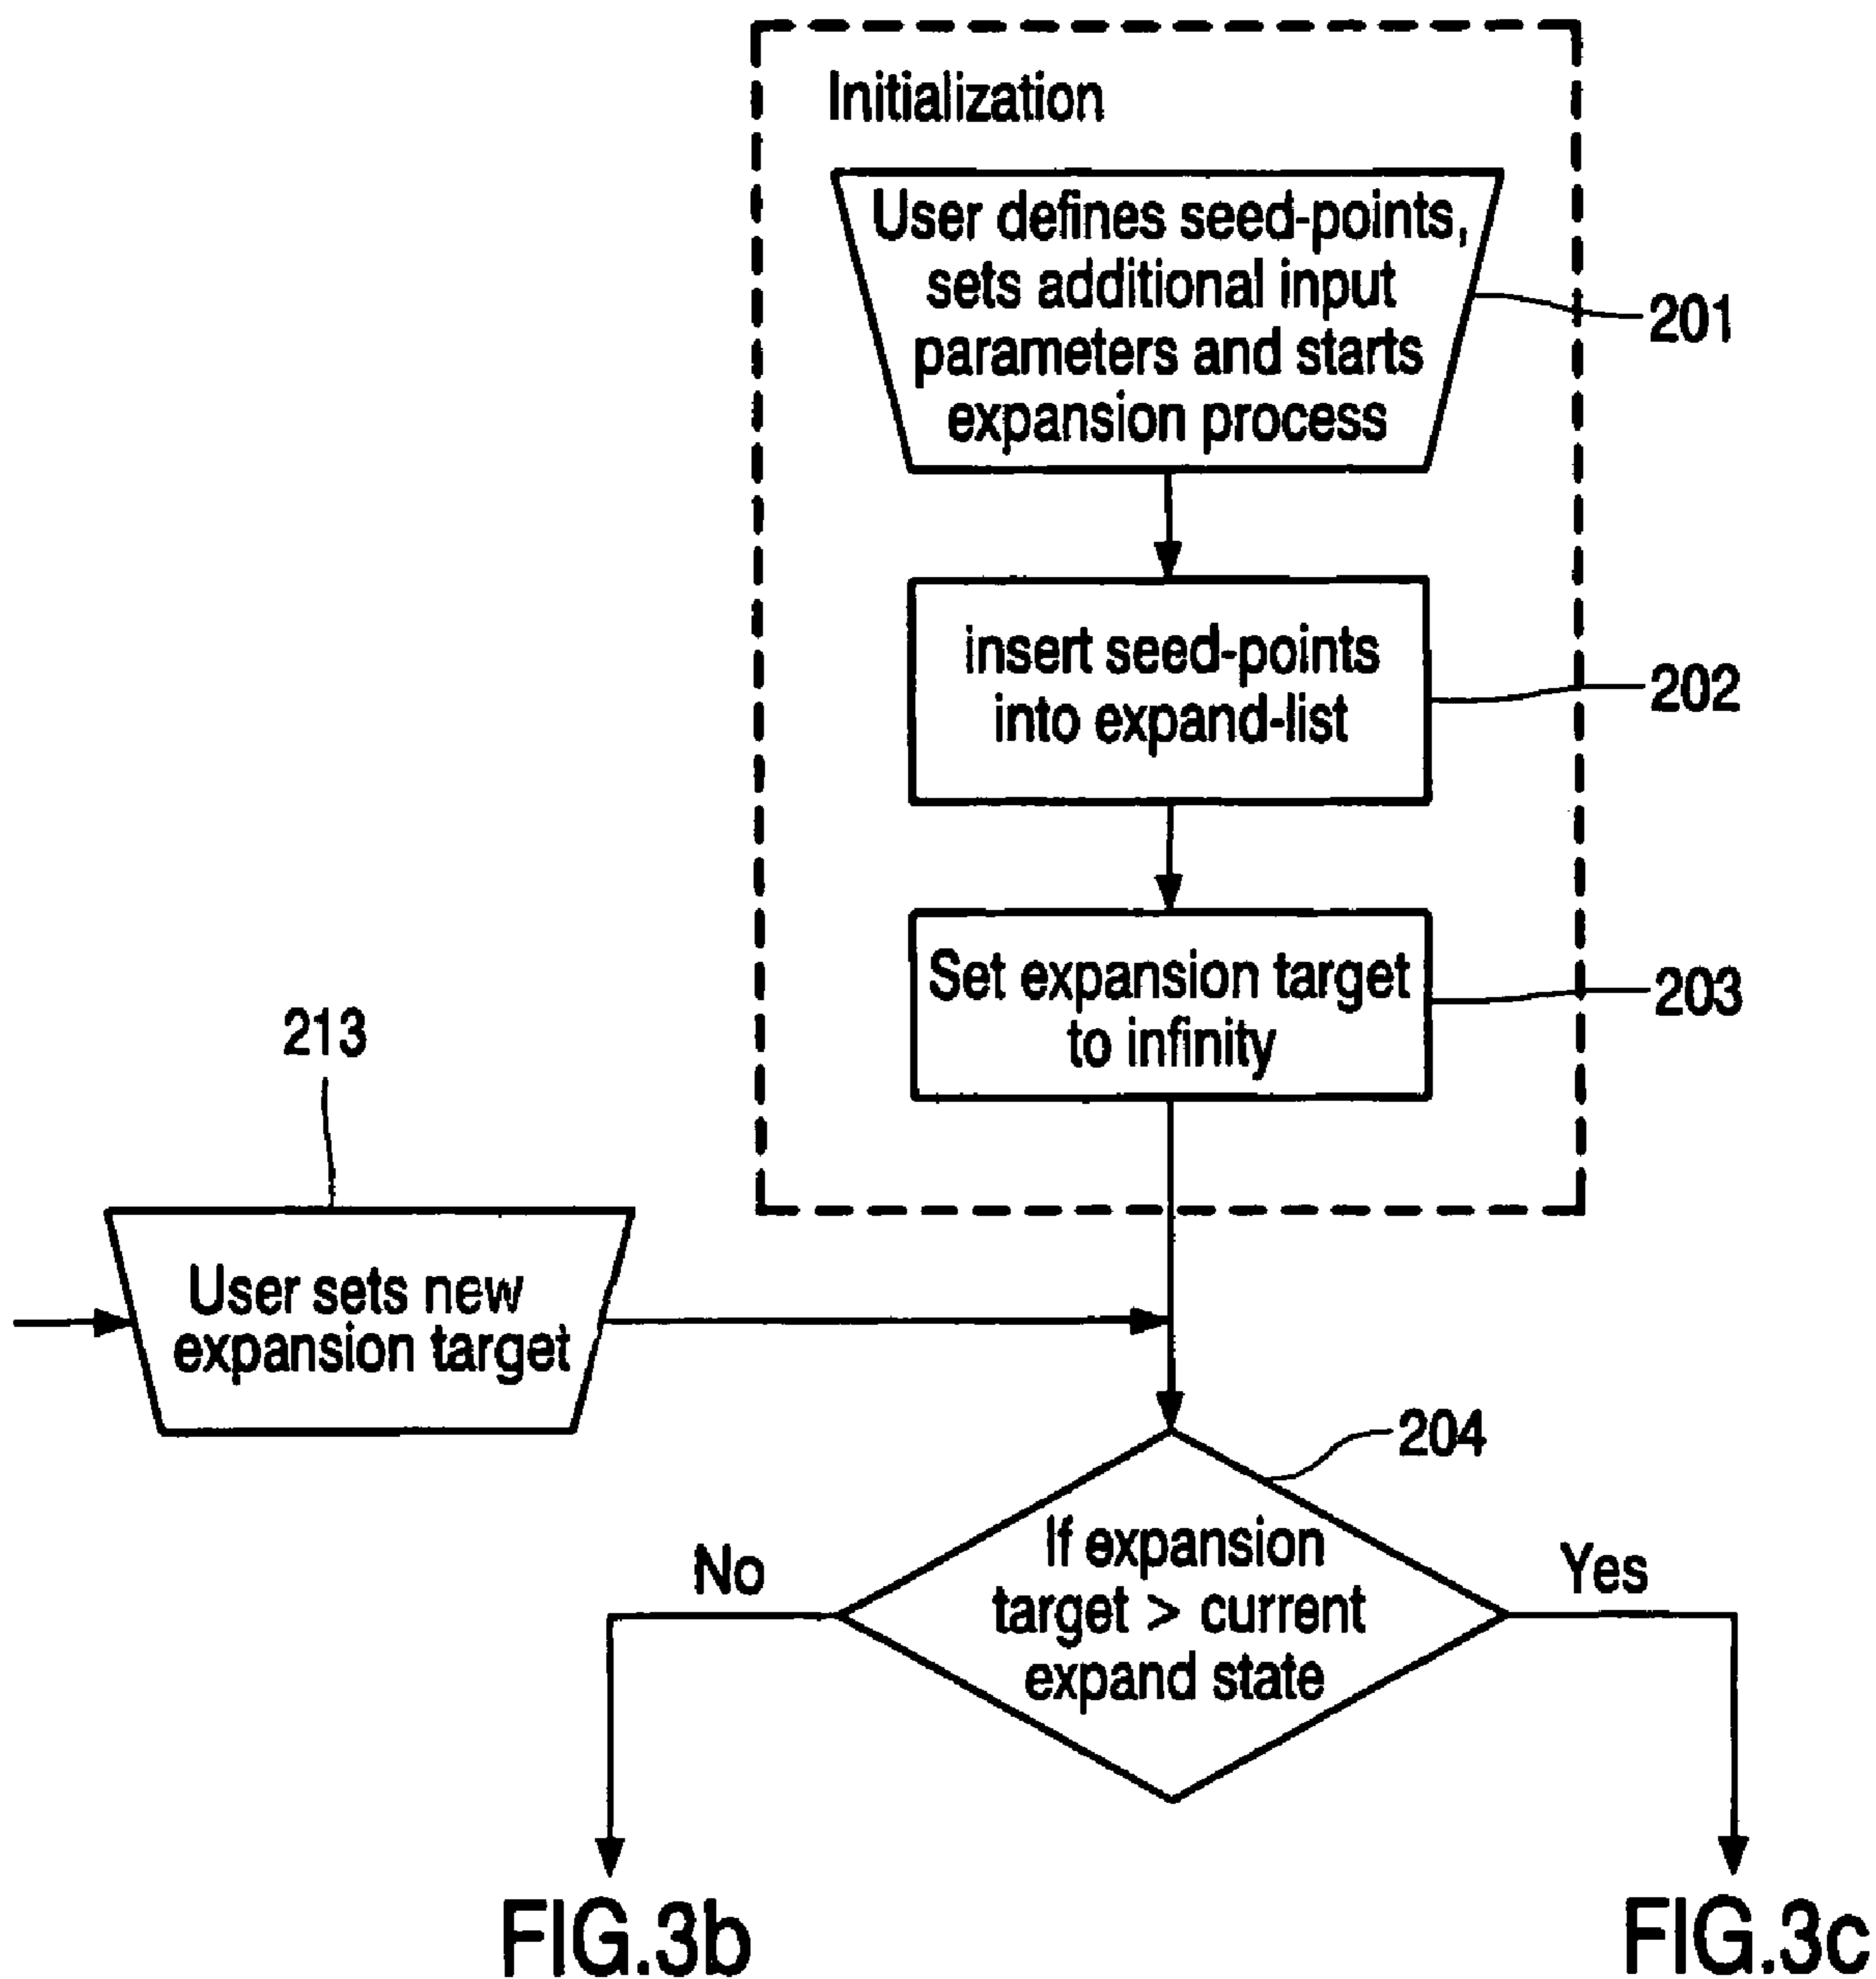 Initialization
User defines seed-points,
sets additional input
parameters and starts
expansion process
201
insert seed-points
into expand-list
202
Set expansion target
to infinity
203
213
User sets new
expansion target
204
If expansion
target > current
expand state
No
Yes
FIG.3b
FIG.3c